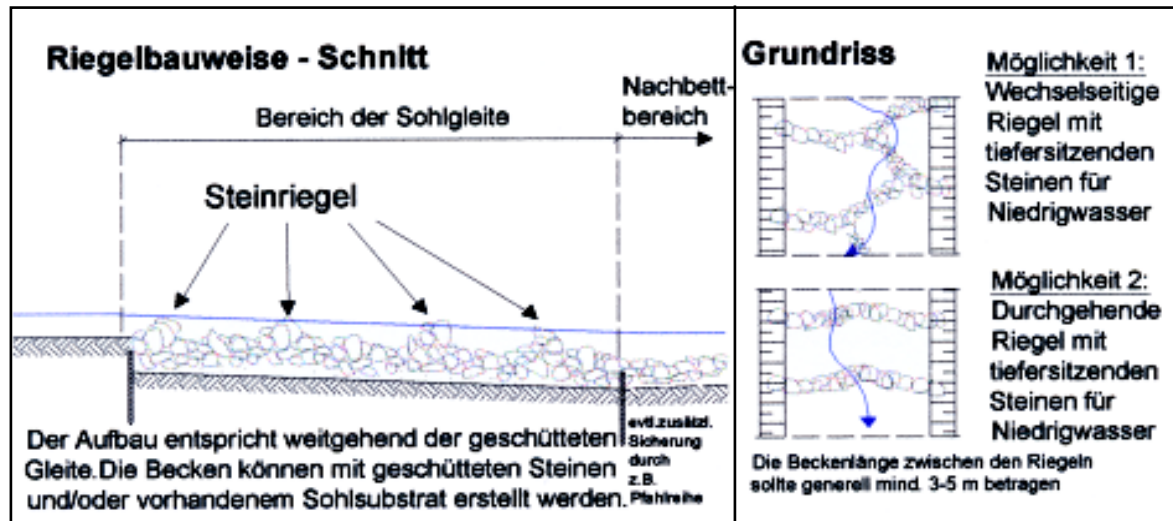 Riegelbauweise - Schnitt
Nachbett-
bereich
Bereich der Sohlgleite
Steinriegel
Der Aufbau entspricht weitgehend der geschütteten
Gleite.Die Becken können mit geschütteten Steinen
und/oder vorhandenem Sohlsubstrat erstellt werden.
evtl.zusätzl.
Sicherung
durch
z.B.
Pfahlreihe
Grundriss
Möglichkeit 1:
Wechselseitige
Riegel mit
tiefersitzenden
Steinen für
Niedrigwasser
Möglichkeit 2:
Durchgehende
Riegel mit
tiefersitzenden
Steinen für
Niedrigwasser
Die Beckenlänge zwischen den Riegeln
sollte generell mind. 3-5 m betragen